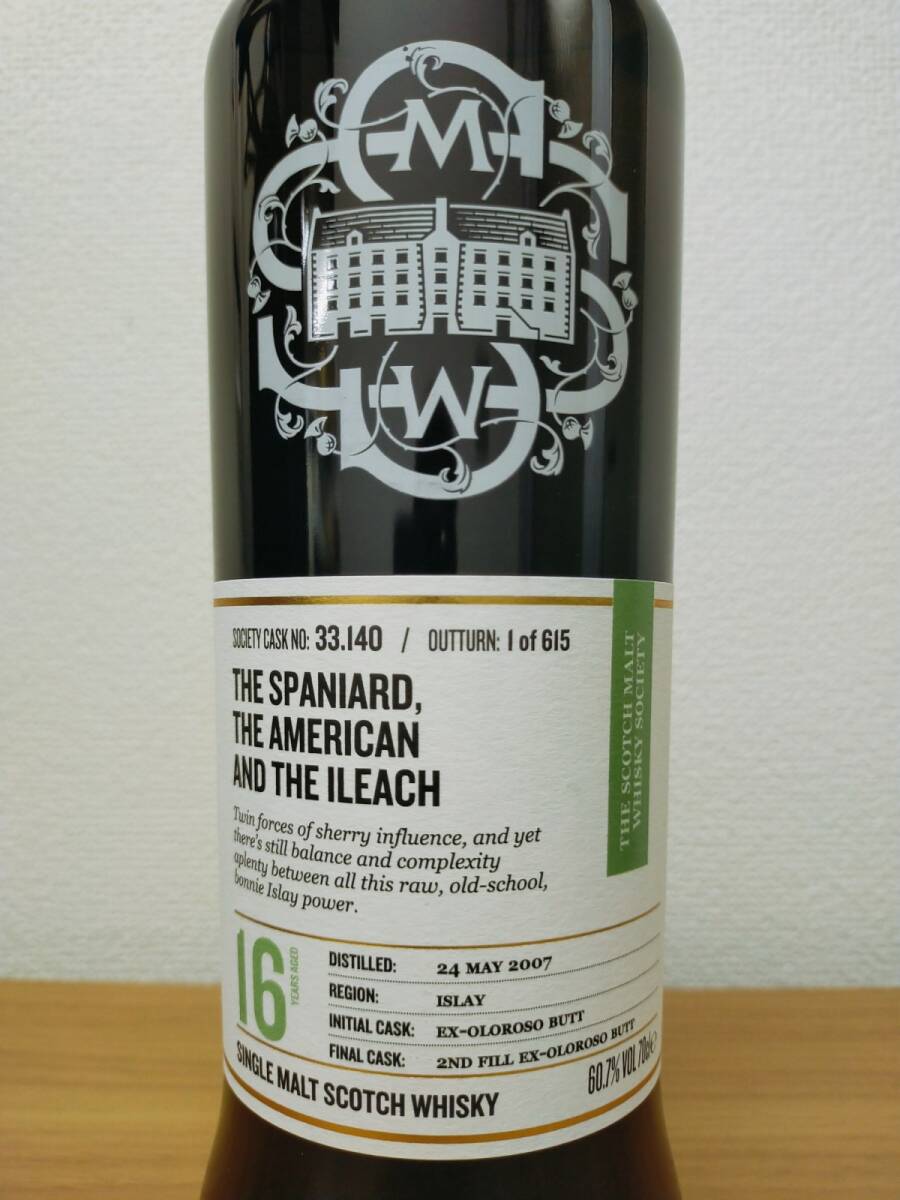 M
W
SOCIETY CASK NO: 33.140 / OUTTURN: 1 of 615
THE SPANIARD,
THE AMERICAN
AND THE ILEACH
Twin forces of sherry influence, and yet
there's still balance and complexity
aplenty between all this raw, old-school,
bonnie Islay power.
THE SCOTCH MALT
WHISKY SOCIETY
16
YEARS AGED
DISTILLED: 24 MAY 2007
REGION: ISLAY
INITIAL CASK: EX-OLOROSO BUTT
FINAL CASK: 2ND FILL EX-OLOROSO BUTT
SINGLE MALT SCOTCH WHISKY
60.7% VOL 70cl℮